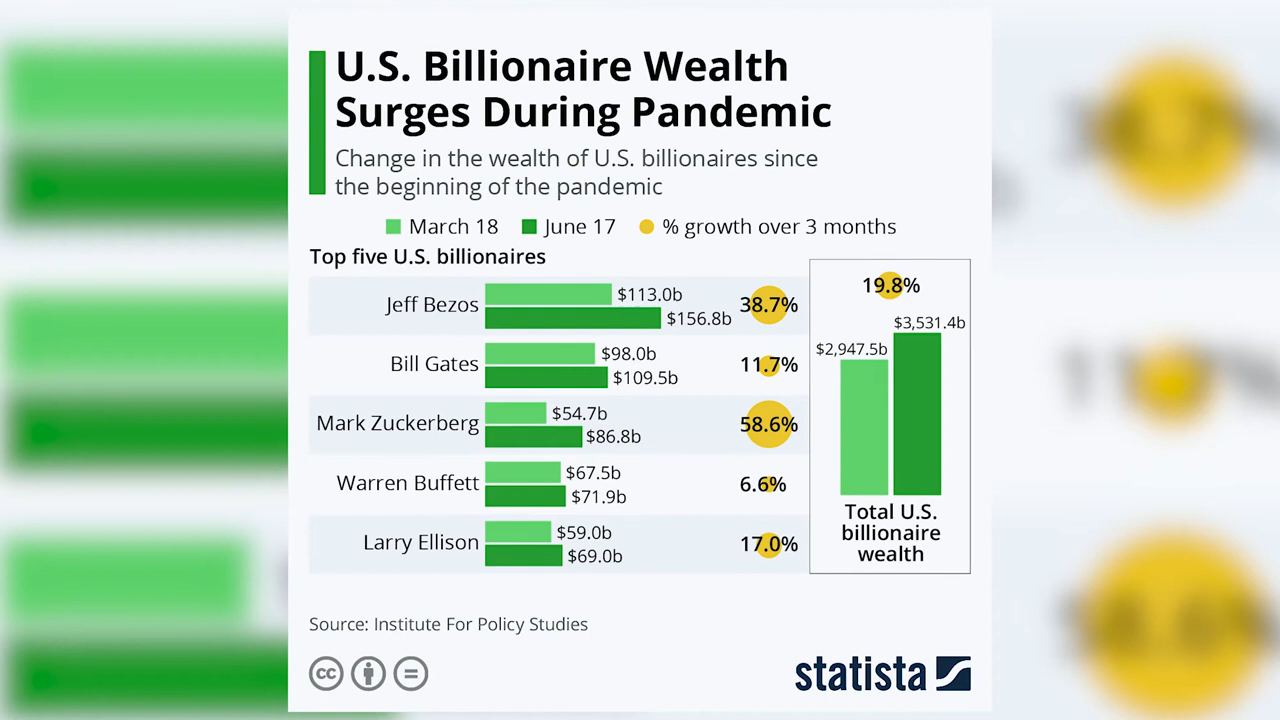 U.S. Billionaire Wealth
Surges During Pandemic
Change in the wealth of U.S. billionaires since
the beginning of the pandemic
March 18 June 17 % growth over 3 months
Top five U.S. billionaires
Jeff Bezos $113.0b $156.8b 38.7%
Bill Gates $98.0b $109.5b 11.7%
Mark Zuckerberg $54.7b $86.8b 58.6%
Warren Buffett $67.5b $71.9b 6.6%
Larry Ellison $59.0b $69.0b 17.0%
19.8%
$3,531.4b
$2,947.5b
Total U.S.
billionaire
wealth
Source: Institute For Policy Studies
cc
statista